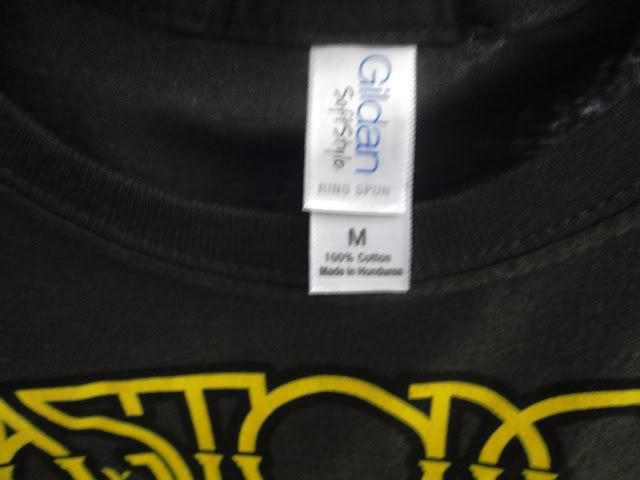 Gildan
SoftStyle
RING SPUN
M
100% Cotton
Made in Honduras